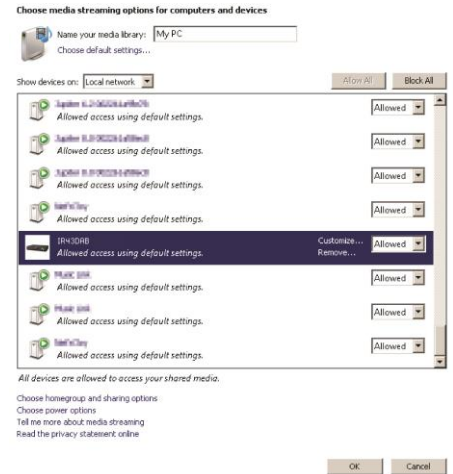 Choose media streaming options for computers and devices
Name your media library: My PC
Choose default settings...
Show devices on: Local network
Allow All Block All
Allowed
Allowed access using default settings.
Allowed
Allowed access using default settings.
Allowed
Allowed access using default settings.
Allowed
Allowed access using default settings.
IR43DAB Customize... Allowed
Allowed access using default settings. Remove...
Allowed
Allowed access using default settings.
Allowed
Allowed access using default settings.
Allowed
Allowed access using default settings.
All devices are allowed to access your shared media.
Choose homegroup and sharing options
Choose power options
Tell me more about media streaming
Read the privacy statement online
OK Cancel